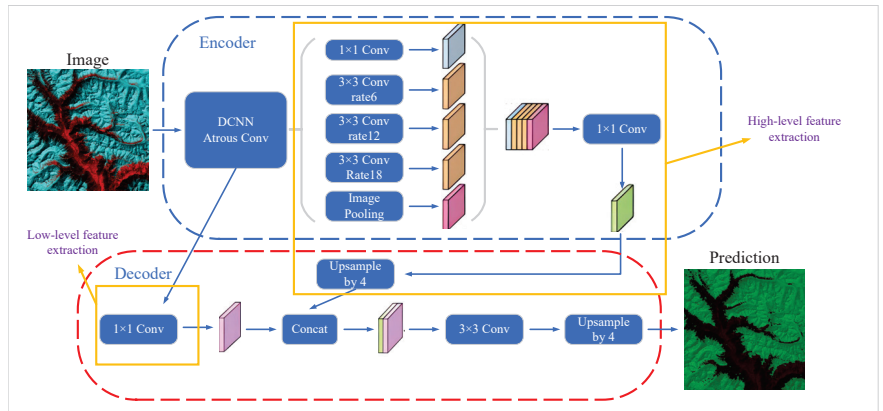 Image
Encoder
DCNN
Atrous Conv
1×1 Conv
3×3 Conv
rate6
3×3 Conv
rate12
3×3 Conv
Rate18
Image
Pooling
1×1 Conv
High-level feature
extraction
Low-level feature
extraction
Decoder
Upsample
by 4
1×1 Conv
Concat
3×3 Conv
Upsample
by 4
Prediction